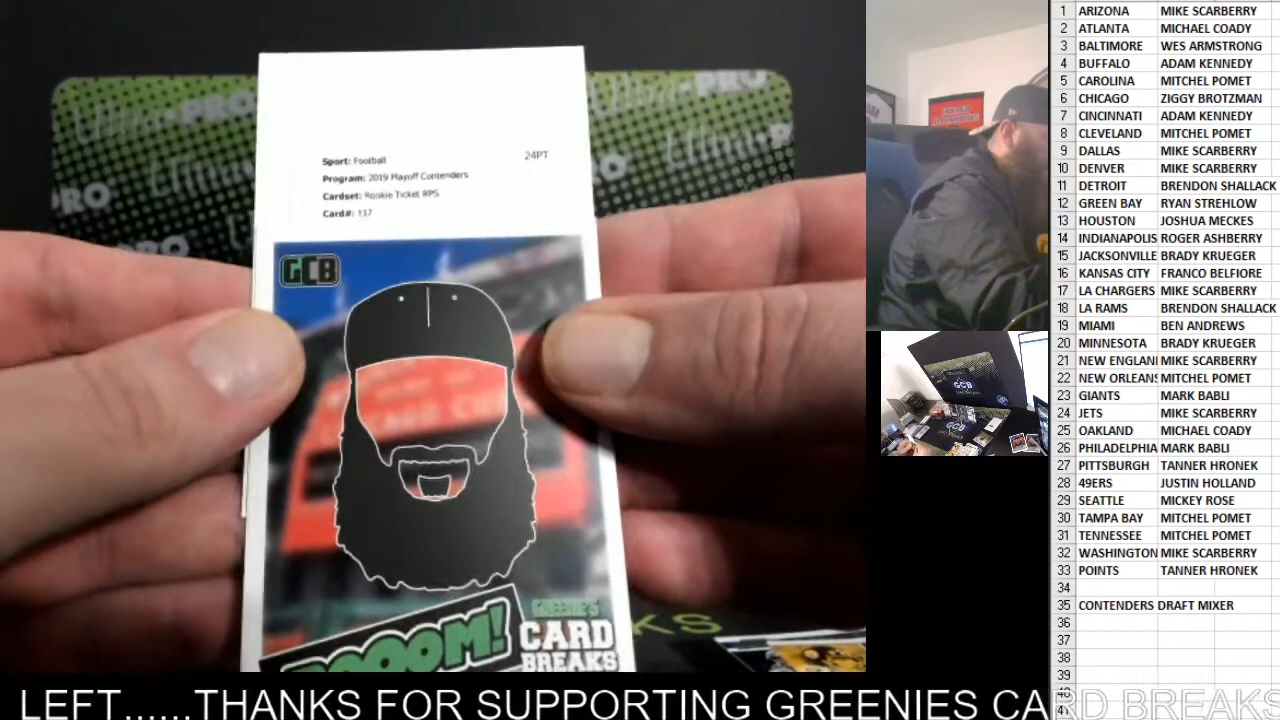 PRO
PRO
Sport: Football
24PT
Program: 2019 Playoff Contenders
Cardset: Rookie Ticket RPS
Card#: 117
GCB
BOOOM!
GREENIE'S
CARD
BREAKS
GCB
GCB
1 ARIZONA MIKE SCARBERRY
2 ATLANTA MICHAEL COADY
3 BALTIMORE WES ARMSTRONG
4 BUFFALO ADAM KENNEDY
5 CAROLINA MITCHEL POMET
6 CHICAGO ZIGGY BROTZMAN
7 CINCINNATI ADAM KENNEDY
8 CLEVELAND MITCHEL POMET
9 DALLAS MIKE SCARBERRY
10 DENVER MIKE SCARBERRY
11 DETROIT BRENDON SHALLACK
12 GREEN BAY RYAN STREHLOW
13 HOUSTON JOSHUA MECKES
14 INDIANAPOLIS ROGER ASHBERRY
15 JACKSONVILLE BRADY KRUEGER
16 KANSAS CITY FRANCO BELFIORE
17 LA CHARGERS MIKE SCARBERRY
18 LA RAMS BRENDON SHALLACK
19 MIAMI BEN ANDREWS
20 MINNESOTA BRADY KRUEGER
21 NEW ENGLAN MIKE SCARBERRY
22 NEW ORLEANS MITCHEL POMET
23 GIANTS MARK BABLI
24 JETS MIKE SCARBERRY
25 OAKLAND MICHAEL COADY
26 PHILADELPHIA MARK BABLI
27 PITTSBURGH TANNER HRONEK
28 49ERS JUSTIN HOLLAND
29 SEATTLE MICKEY ROSE
30 TAMPA BAY MITCHEL POMET
31 TENNESSEE MITCHEL POMET
32 WASHINGTON MIKE SCARBERRY
33 POINTS TANNER HRONEK
34
35 CONTENDERS DRAFT MIXER
36
37
38
39
LEFT......THANKS FOR SUPPORTING GREENIES CARD BREAKS